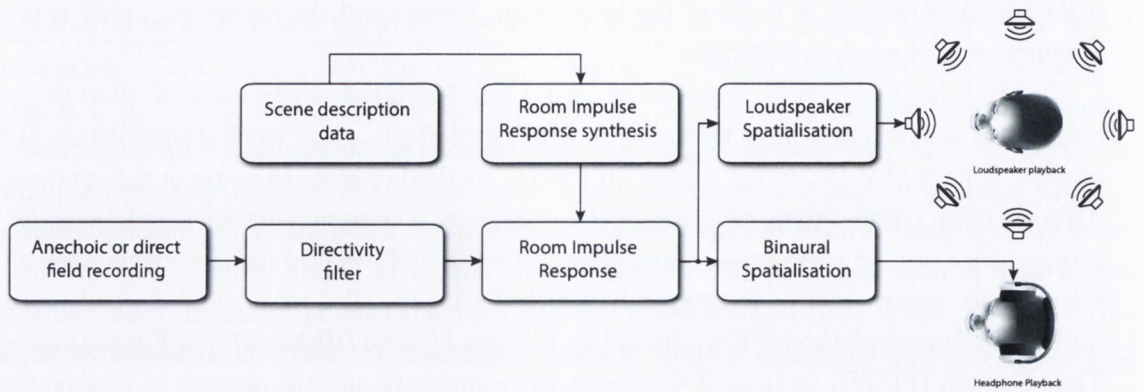 Scene description
data
Room Impulse
Response synthesis
Loudspeaker
Spatialisation
Loudspeaker playback
Anechoic or direct
field recording
Directivity
filter
Room Impulse
Response
Binaural
Spatialisation
Headphone Playback